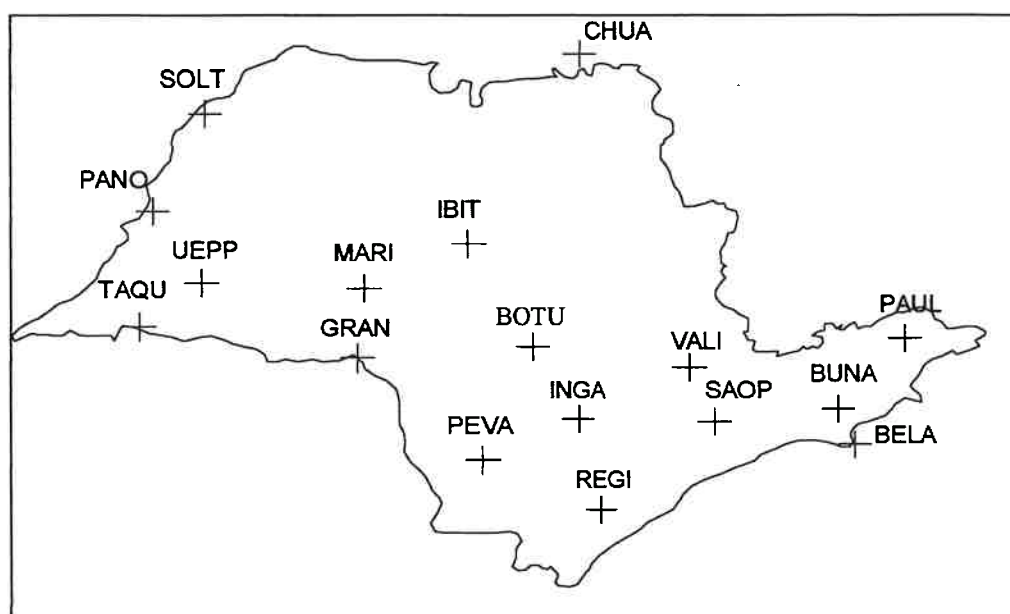 CHUA
SOLT
PANO
IBIT
UEPP
MARI
TAQU
PAUL
GRAN
BOTU
VALI
BUNA
INGA
SAOP
PEVA
BELA
REGI